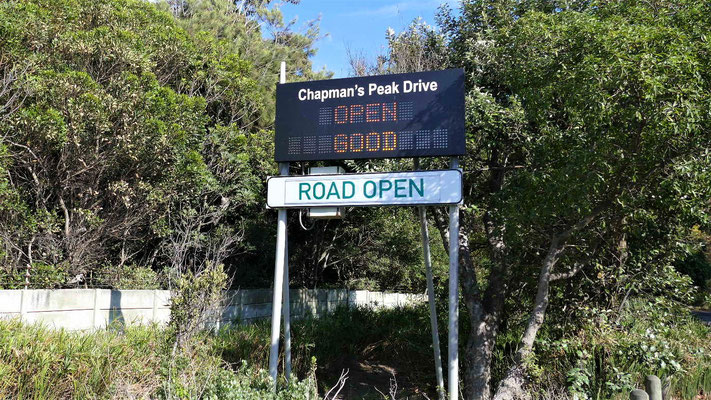 Chapman's Peak Drive
OPEN
GOOD
ROAD OPEN